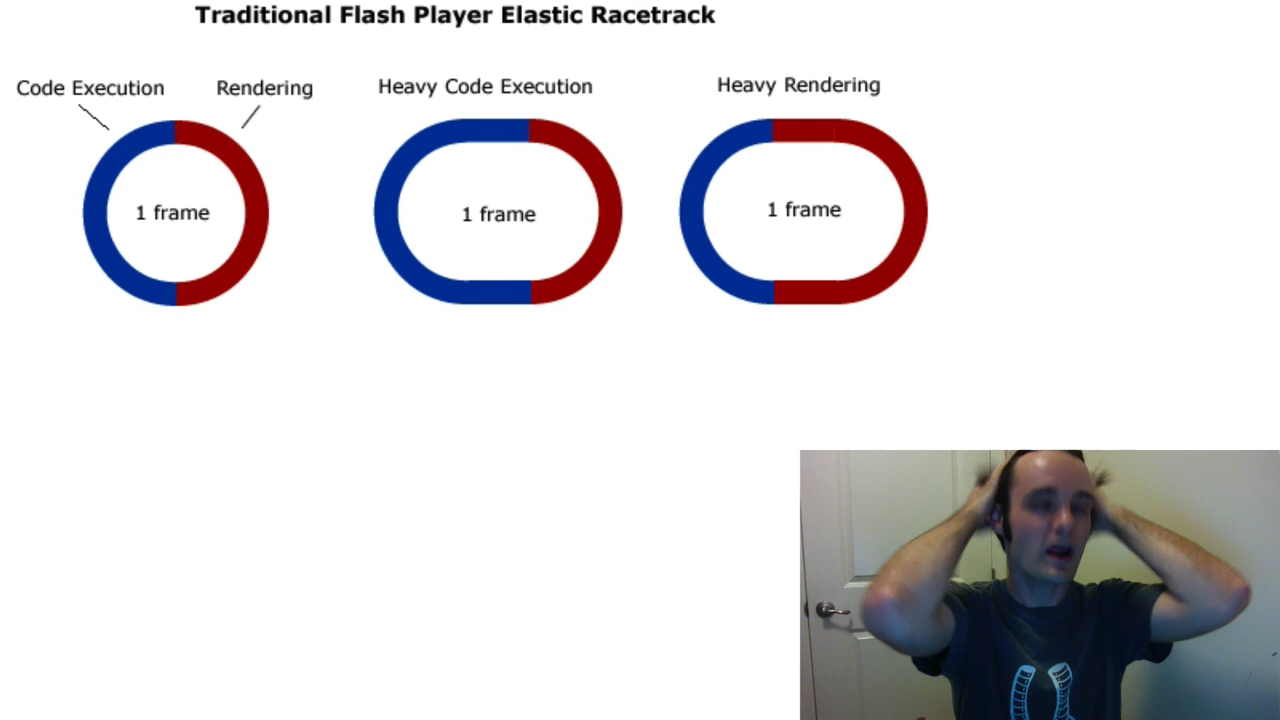 Traditional Flash Player Elastic Racetrack
Code Execution
Rendering
Heavy Code Execution
Heavy Rendering
1 frame
1 frame
1 frame